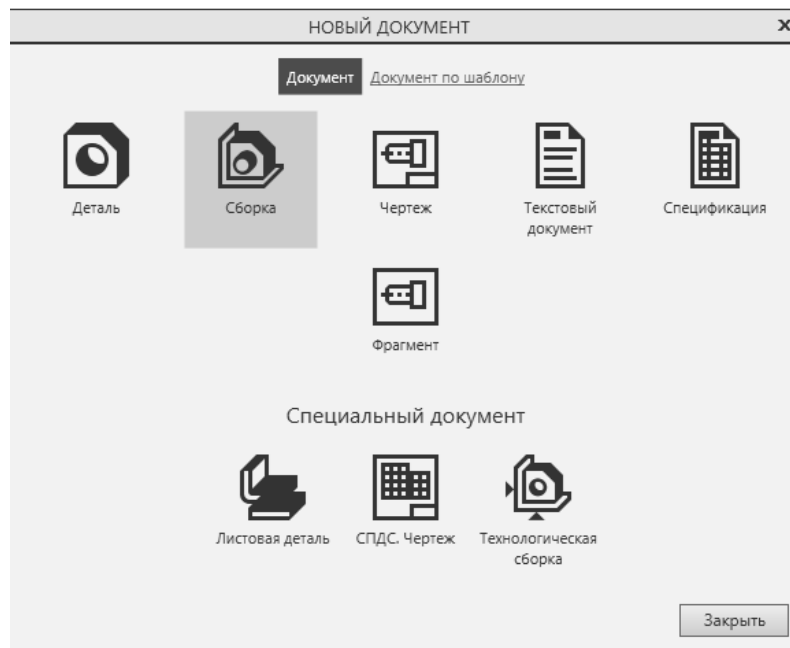 НОВЫЙ ДОКУМЕНТ x
Документ Документ по шаблону
Деталь Сборка Чертеж Текстовый Спецификация
документ
Фрагмент
Специальный документ
Листовая деталь СПДС. Чертеж Технологическая
сборка
Закрыть